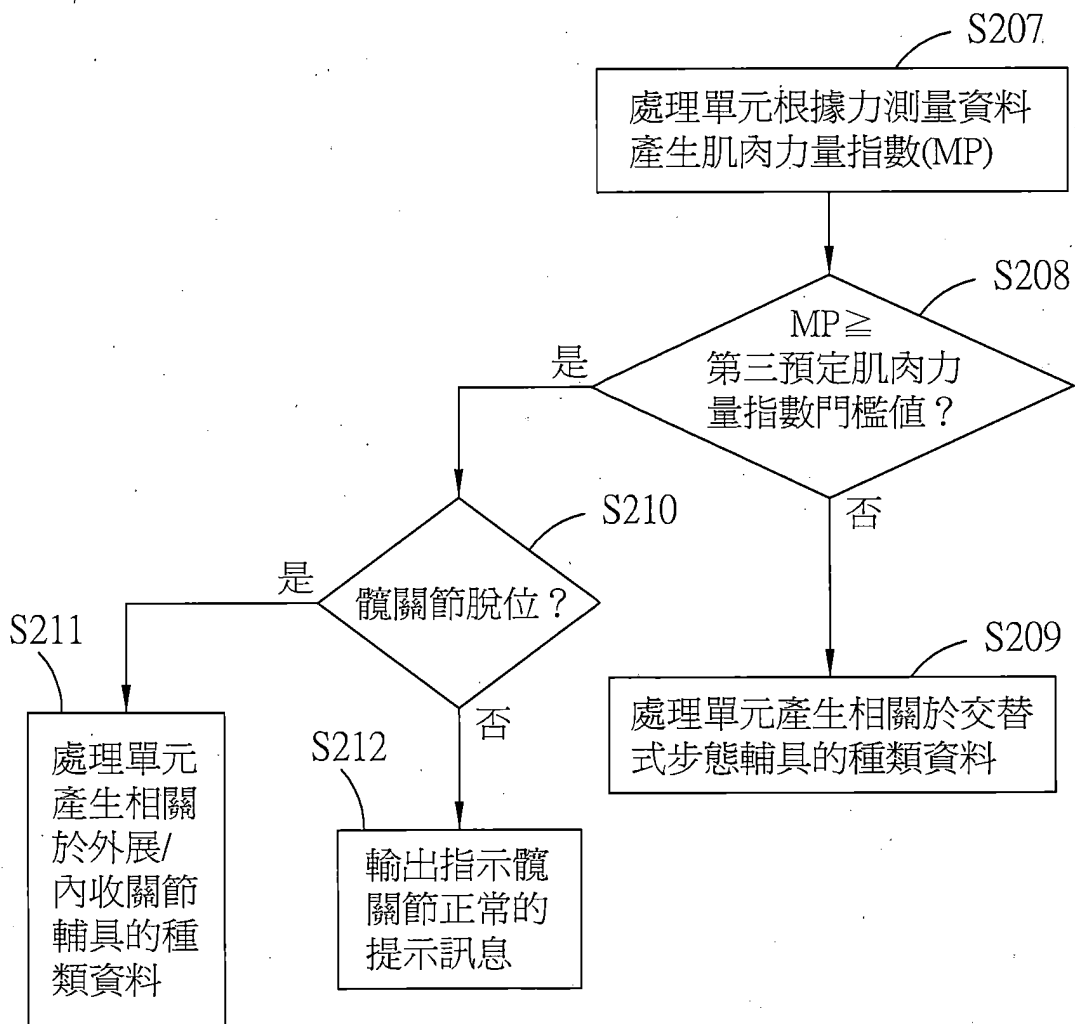 S207
處理單元根據力測量資料
產生肌肉力量指數(MP)
S208
MP≧
第三預定肌肉力
量指數門檻值？
是
否
S210
髖關節脫位？
是
否
S209
處理單元產生相關於交替
式步態輔具的種類資料
S211
處理單元
產生相關
於外展/
內收關節
輔具的種
類資料
S212
輸出指示髖
關節正常的
提示訊息